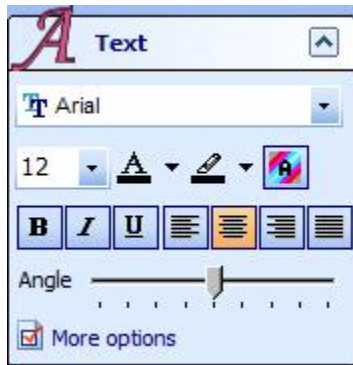 A Text
Arial
12 A A
B I U
Angle
More options